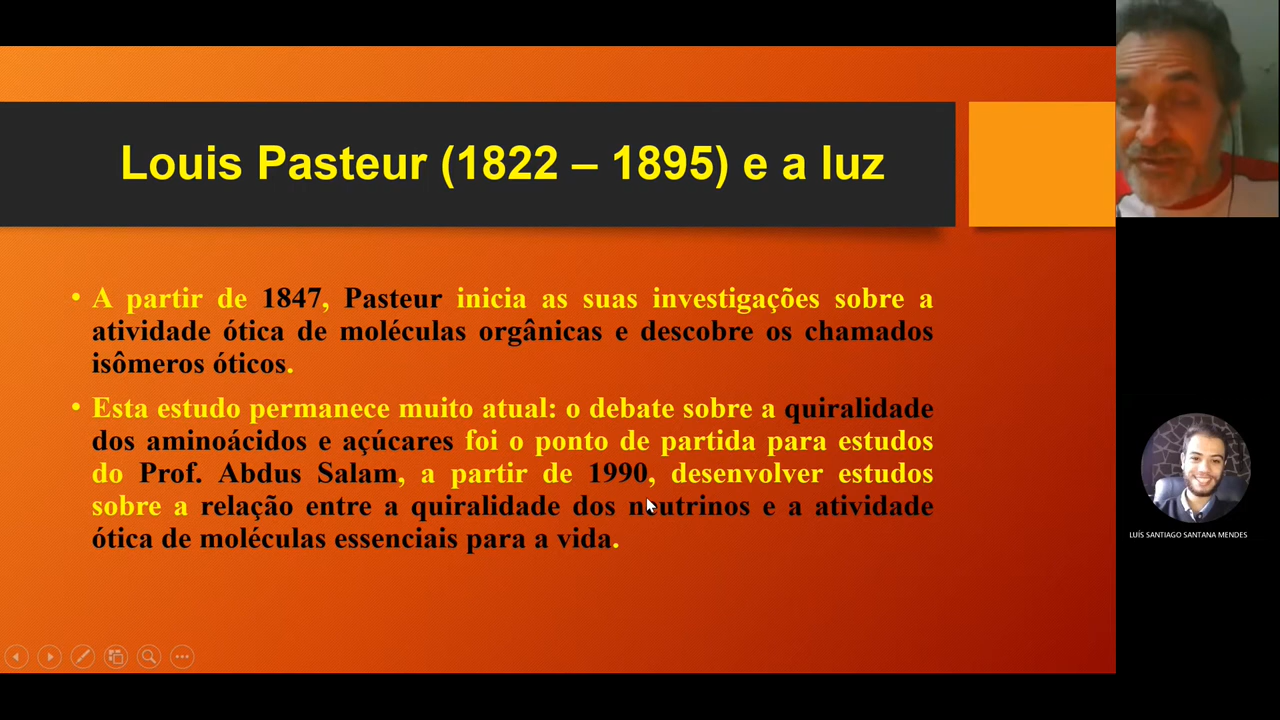 Louis Pasteur (1822 – 1895) e a luz
• A partir de 1847, Pasteur inicia as suas investigações sobre a
atividade ótica de moléculas orgânicas e descobre os chamados
isômeros óticos.
• Esta estudo permanece muito atual: o debate sobre a quiralidade
dos aminoácidos e açúcares foi o ponto de partida para estudos
do Prof. Abdus Salam, a partir de 1990, desenvolver estudos
sobre a relação entre a quiralidade dos neutrinos e a atividade
ótica de moléculas essenciais para a vida.
LUÍS SANTIAGO SANTANA MENDES